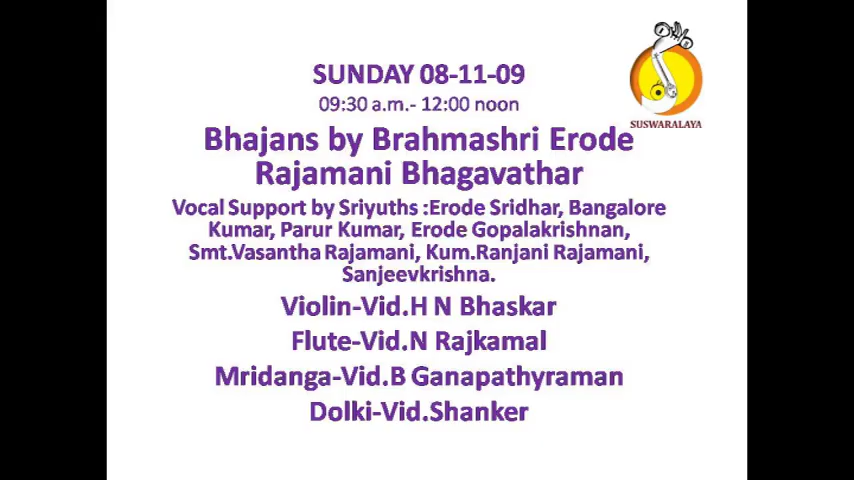 SUNDAY 08-11-09
09:30 a.m.- 12:00 noon
Bhajans by Brahmashri Erode
Rajamani Bhagavathar
Vocal Support by Sriyuths :Erode Sridhar, Bangalore
Kumar, Parur Kumar, Erode Gopalakrishnan,
Smt.Vasantha Rajamani, Kum.Ranjani Rajamani,
Sanjeevkrishna.
Violin-Vid.H N Bhaskar
Flute-Vid.N Rajkamal
Mridanga-Vid.B Ganapathyraman
Dolki-Vid.Shanker
SUSWARALAYA